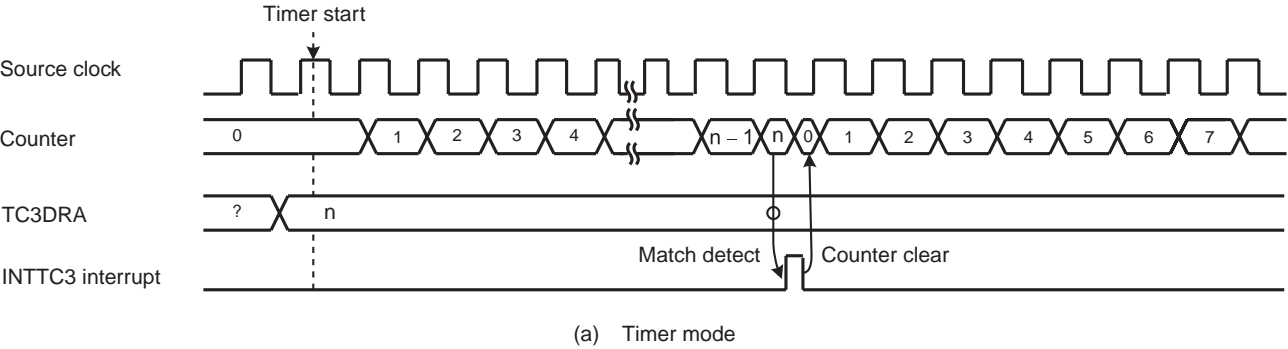 Timer start
Source clock
Counter 0 1 2 3 4 n – 1 n 0 1 2 3 4 5 6 7
TC3DRA ? n
Match detect Counter clear
INTTC3 interrupt
(a) Timer mode